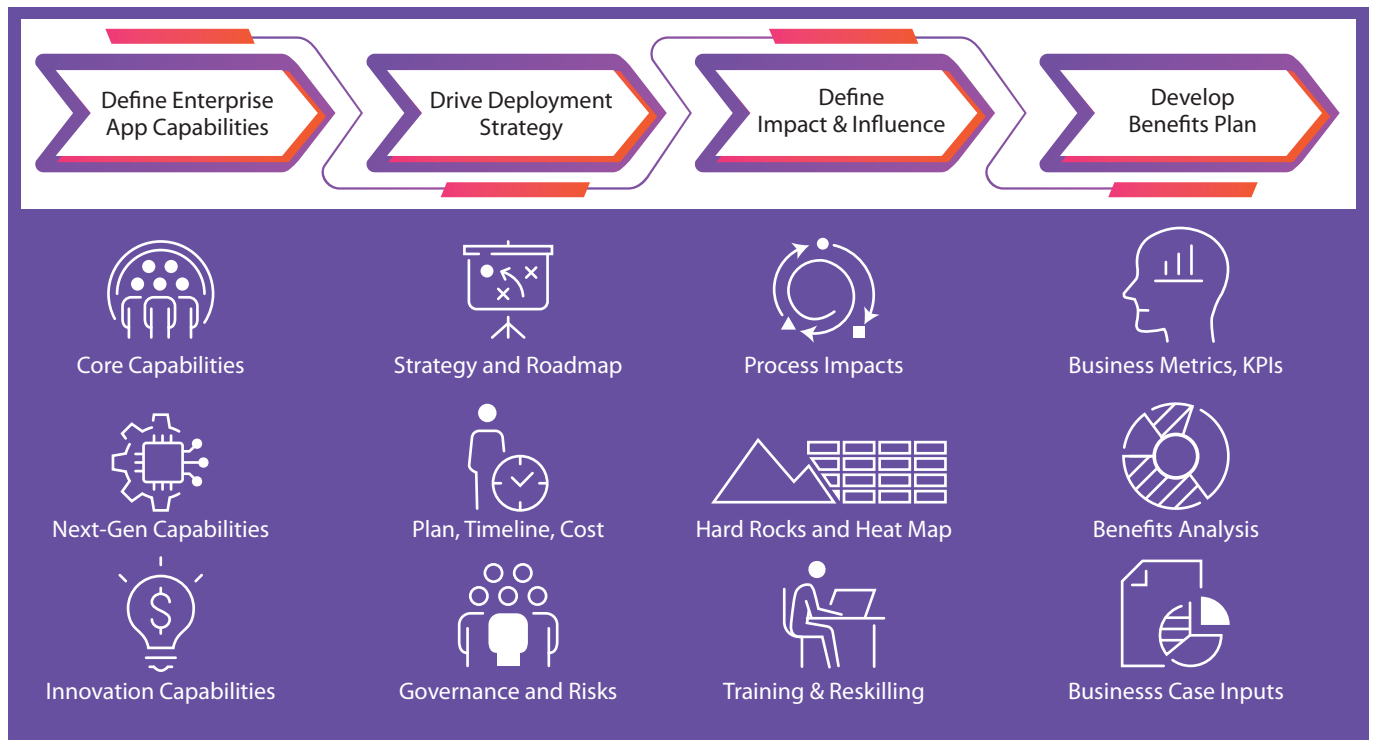 Define Enterprise
App Capabilities
Drive Deployment
Strategy
Define
Impact & Influence
Develop
Benefits Plan
Core Capabilities
Strategy and Roadmap
Process Impacts
Business Metrics, KPIs
Next-Gen Capabilities
Plan, Timeline, Cost
Hard Rocks and Heat Map
Benefits Analysis
Innovation Capabilities
Governance and Risks
Training & Reskilling
Businesss Case Inputs